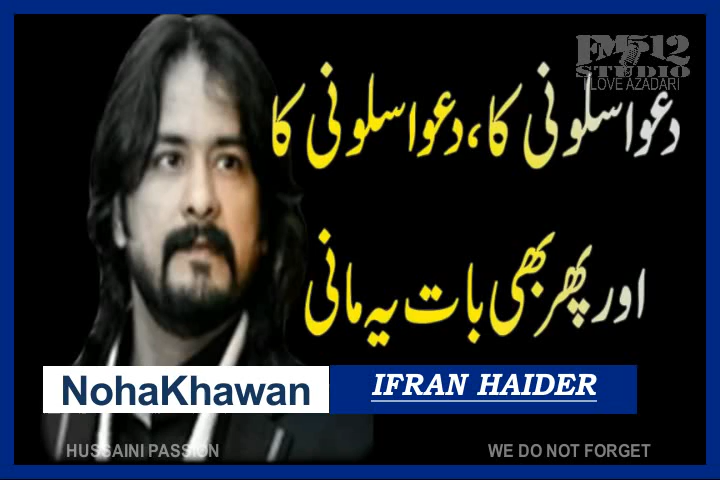 FM512
STUDIO
I LOVE AZADARI
دعوا سلونی کا، دعوا سلونی کا
اور پھر بھی بات یہ مانی
NohaKhawan
IFRAN HAIDER
HUSSAINI PASSION
WE DO NOT FORGET